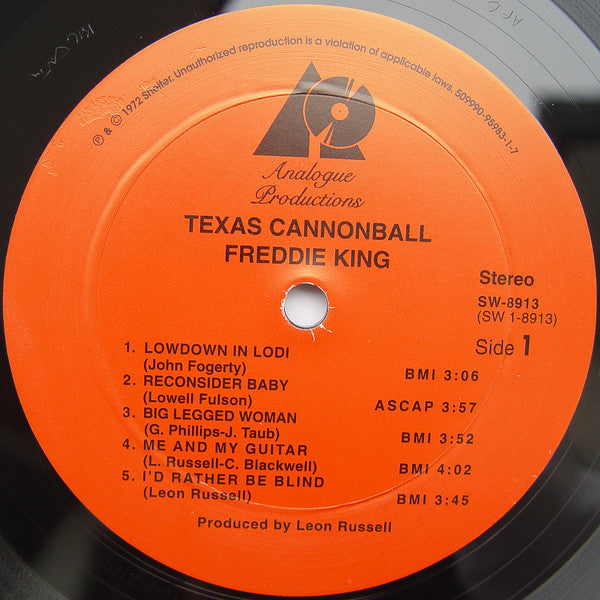 ℗ & © 1972 Shelter. Unauthorized reproduction is a violation of applicable laws. 509990-95983-1-7
Analogue
Productions
TEXAS CANNONBALL
FREDDIE KING
Stereo
SW-8913
(SW 1-8913)
Side 1
1. LOWDOWN IN LODI
(John Fogerty) BMI 3:06
2. RECONSIDER BABY
(Lowell Fulson) ASCAP 3:57
3. BIG LEGGED WOMAN
(G. Phillips-J. Taub) BMI 3:52
4. ME AND MY GUITAR
(L. Russell-C. Blackwell) BMI 4:02
5. I'D RATHER BE BLIND
(Leon Russell) BMI 3:45
Produced by Leon Russell